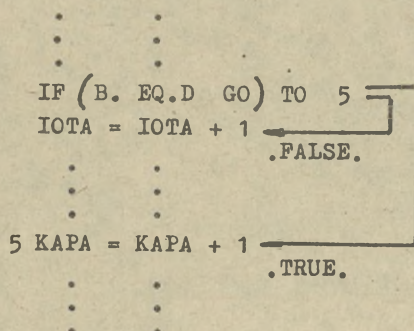 IF (B. EQ.D GO) TO 5
IOTA = IOTA + 1
.FALSE.
5 KAPA = KAPA + 1
.TRUE.